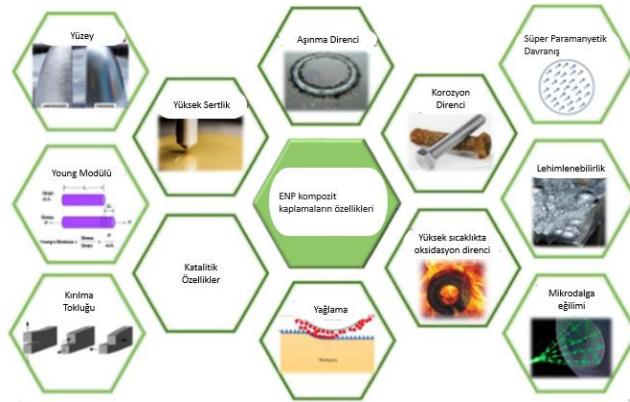 Yüzey
Aşınma Direnci
Süper Paramanyetik
Davranış
Yüksek Sertlik
Korozyon
Direnci
Young Modülü
Lehimlenebilirlik
ENP kompozit
kaplamaların özellikleri
Katalitik
Özellikler
Yüksek sıcaklıkta
oksidasyon direnci
Kırılma
Tokluğu
Yağlama
Mikrodalga
eğilimi